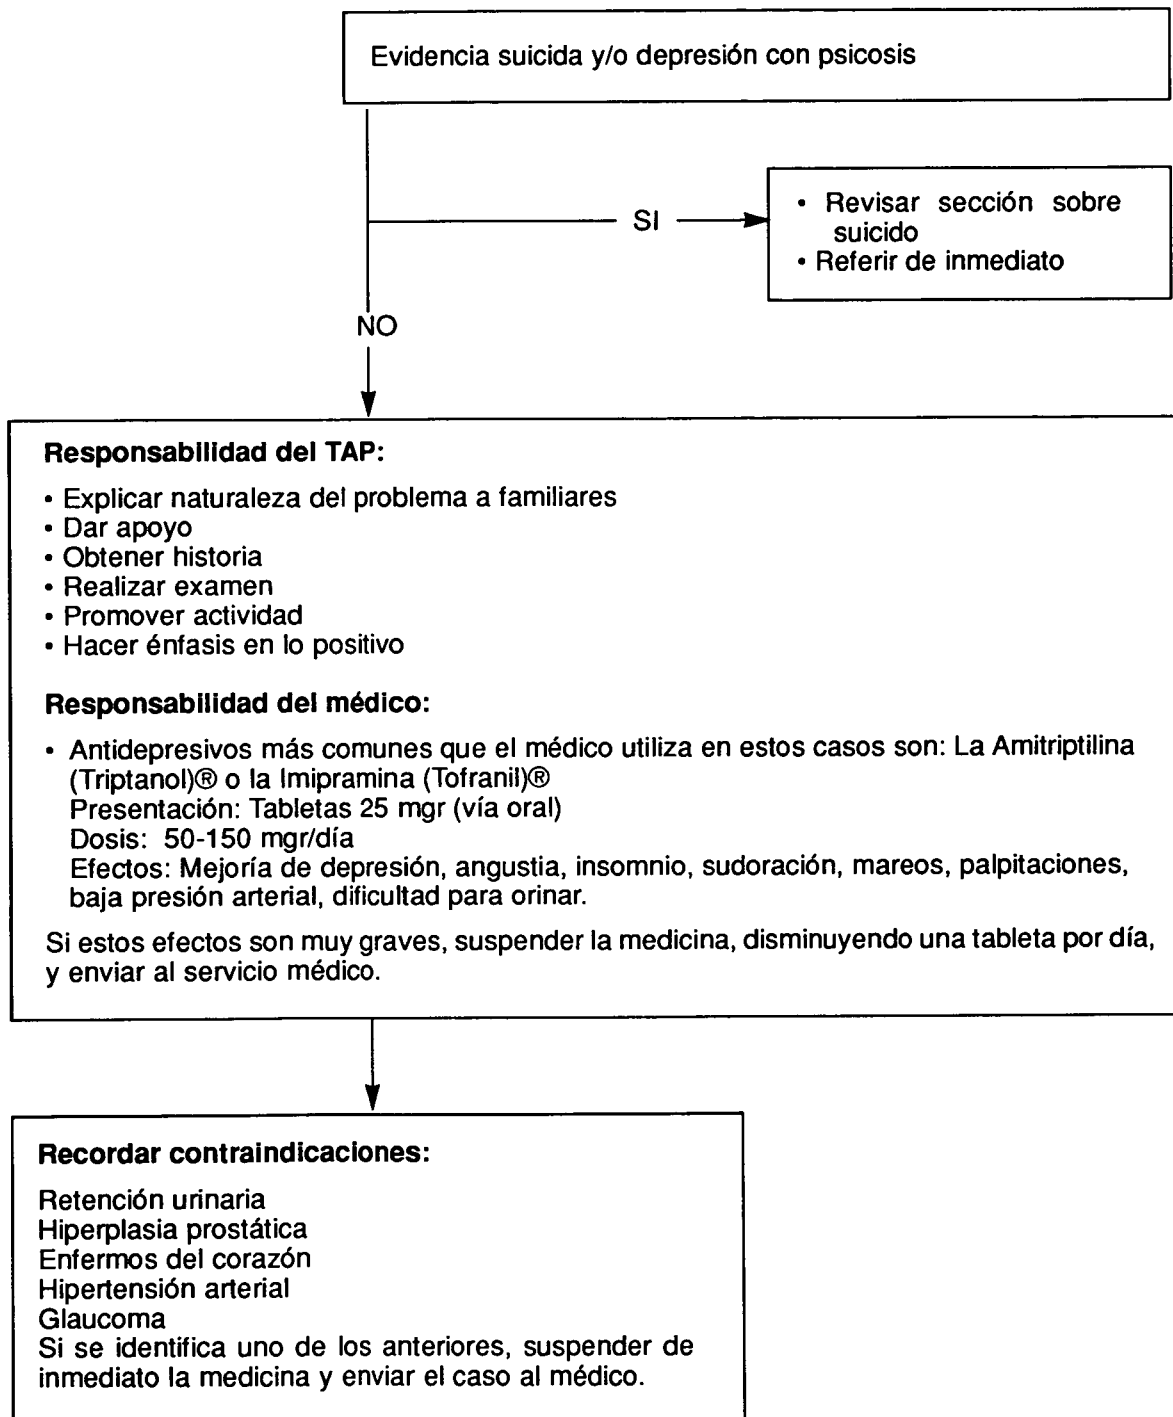 Evidencia suicida y/o depresión con psicosis
SI
• Revisar sección sobre
suicido
• Referir de inmediato
NO
Responsabilidad del TAP:
• Explicar naturaleza del problema a familiares
• Dar apoyo
• Obtener historia
• Realizar examen
• Promover actividad
• Hacer énfasis en lo positivo
Responsabilidad del médico:
• Antidepresivos más comunes que el médico utiliza en estos casos son: La Amitriptilina
(Triptanol)® o la Imipramina (Tofranil)®
Presentación: Tabletas 25 mgr (vía oral)
Dosis: 50-150 mgr/día
Efectos: Mejoría de depresión, angustia, insomnio, sudoración, mareos, palpitaciones,
baja presión arterial, dificultad para orinar.
Si estos efectos son muy graves, suspender la medicina, disminuyendo una tableta por día,
y enviar al servicio médico.
Recordar contraindicaciones:
Retención urinaria
Hiperplasia prostática
Enfermos del corazón
Hipertensión arterial
Glaucoma
Si se identifica uno de los anteriores, suspender de
inmediato la medicina y enviar el caso al médico.